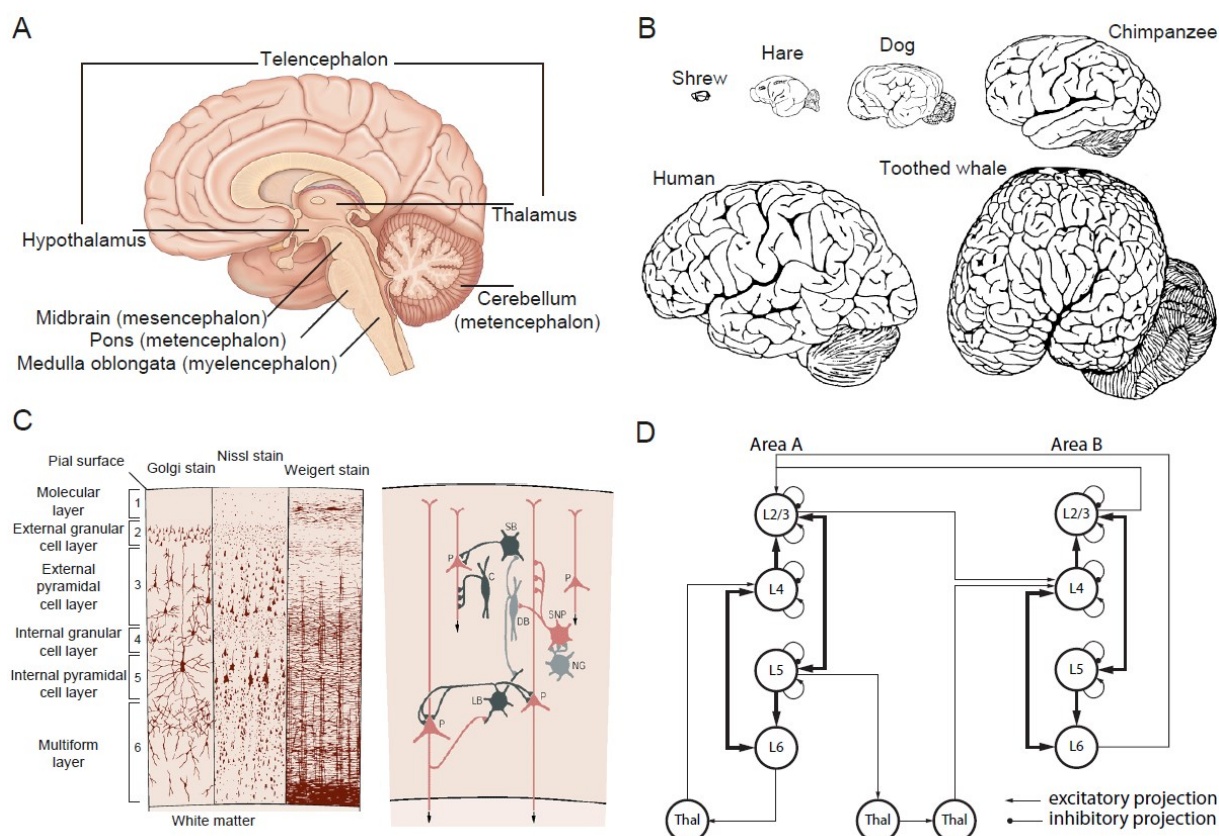 A
Telencephalon
Thalamus
Hypothalamus
Cerebellum
(metencephalon)
Midbrain (mesencephalon)
Pons (metencephalon)
Medulla oblongata (myelencephalon)
B
Shrew
Hare
Dog
Chimpanzee
Human
Toothed whale
C
Pial surface
Golgi stain
Nissl stain
Weigert stain
Molecular
layer
1
External granular
cell layer
2
External
pyramidal
cell layer
3
Internal granular
cell layer
4
Internal pyramidal
cell layer
5
Multiform
layer
6
White matter
SB
P
C
P
DB
SNP
NG
LB
P
P
D
Area A
Area B
L2/3
L2/3
L4
L4
L5
L5
L6
L6
Thal
Thal
Thal
excitatory projection
inhibitory projection